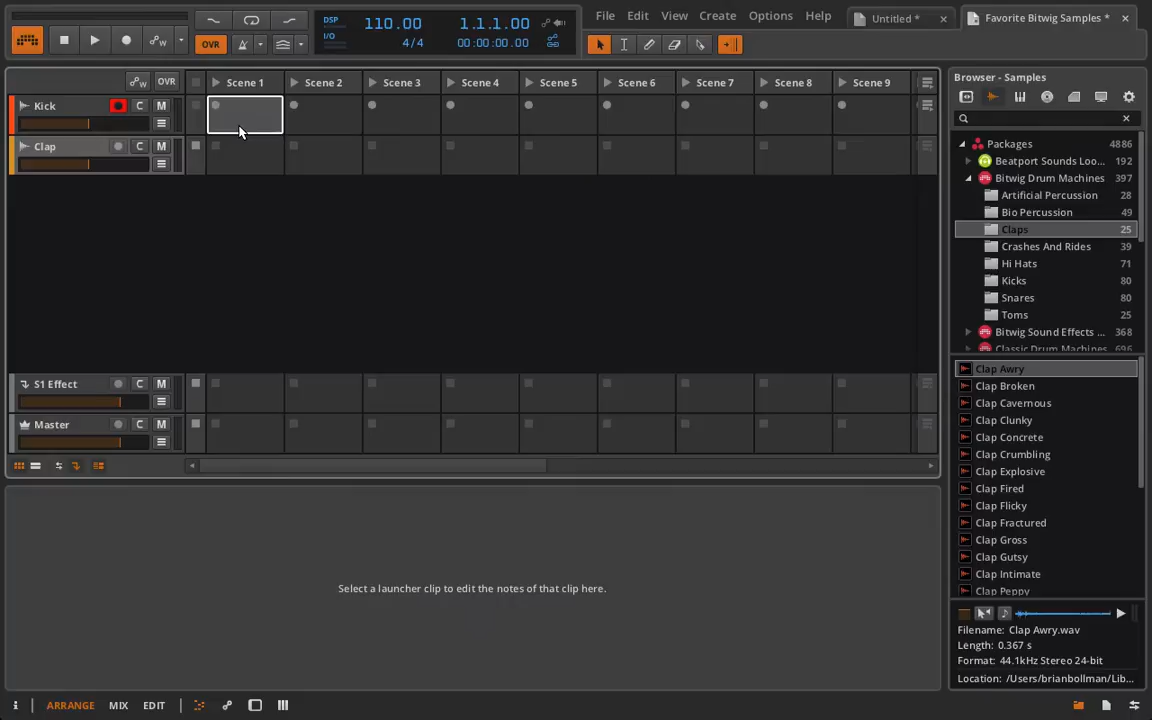 File Edit View Create Options Help
Untitled *
Favorite Bitwig Samples *
DSP
I/O
110.00
4/4
1.1.1.00
00:00:00.00
OVR
OVR
Scene 1
Scene 2
Scene 3
Scene 4
Scene 5
Scene 6
Scene 7
Scene 8
Scene 9
Kick
C
M
Clap
C
M
S1 Effect
C
M
Master
C
M
Select a launcher clip to edit the notes of that clip here.
Browser - Samples
Packages 4886
Beatport Sounds Loo... 192
Bitwig Drum Machines 397
Artificial Percussion 28
Bio Percussion 49
Claps 25
Crashes And Rides 39
Hi Hats 71
Kicks 80
Snares 80
Toms 25
Bitwig Sound Effects ... 368
Classic Drum Machines 696
Clap Awry
Clap Broken
Clap Cavernous
Clap Clunky
Clap Concrete
Clap Crumbling
Clap Explosive
Clap Fired
Clap Flicky
Clap Fractured
Clap Gross
Clap Gutsy
Clap Intimate
Clap Peppy
Filename: Clap Awry.wav
Length: 0.367 s
Format: 44.1kHz Stereo 24-bit
Location: /Users/brianbollman/Lib...
ARRANGE MIX EDIT